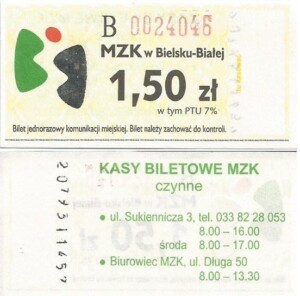 B 0024046
MZK w Bielsku-Białej
1,50 zł
w tym PTU 7%
Bilet jednorazowy komunikacji miejskiej. Bilet należy zachować do kontroli.
KASY BILETOWE MZK
czynne
• ul. Sukiennicza 3, tel. 033 82 28 053
8.00 – 16.00
środa 8.00 – 17.00
• Biurowiec MZK, ul. Długa 50
8.00 – 13.30